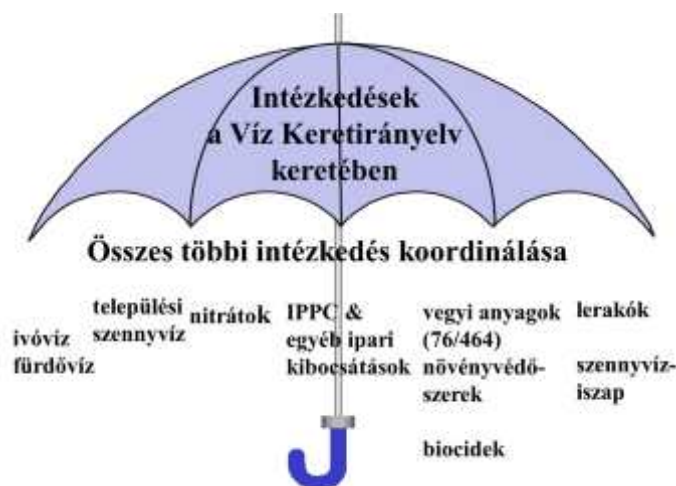 Intézkedések
a Víz Keretirányelv
keretében
Összes többi intézkedés koordinálása
ivóvíz
fürdővíz
települési
szennyvíz
nitrátok
IPPC &
egyéb ipari
kibocsátások
vegyi anyagok
(76/464)
növényvédő-
szerek
biocidek
lerakók
szennyvíz-
iszap